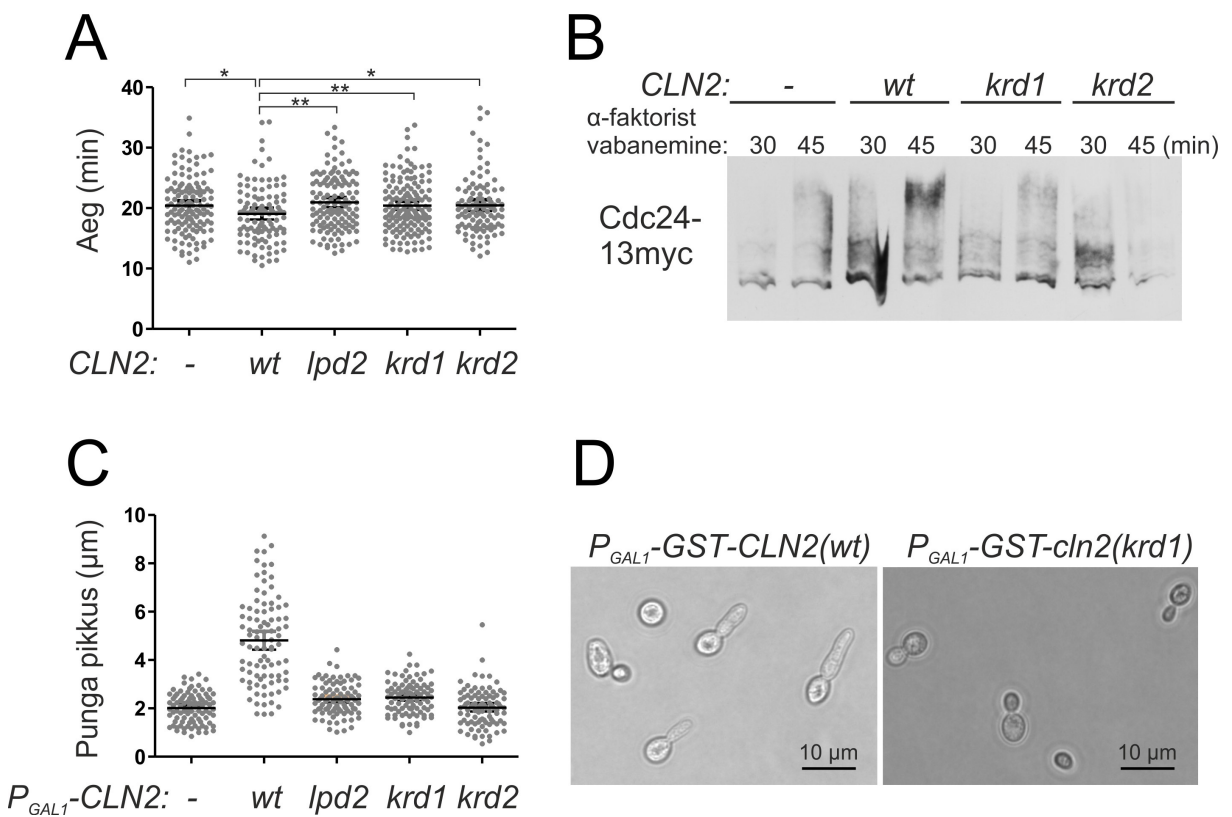 A
* 
**
*
**
Aeg (min)
40
30
20
10
0
CLN2: - wt lpd2 krd1 krd2
B
CLN2: - wt krd1 krd2
α-faktorist
vabanemine: 30 45 30 45 30 45 30 45 (min)
Cdc24-
13myc
C
Punga pikkus (µm)
10
8
6
4
2
0
PGAL1-CLN2: - wt lpd2 krd1 krd2
D
PGAL1-GST-CLN2(wt) PGAL1-GST-cln2(krd1)
10 µm 10 µm